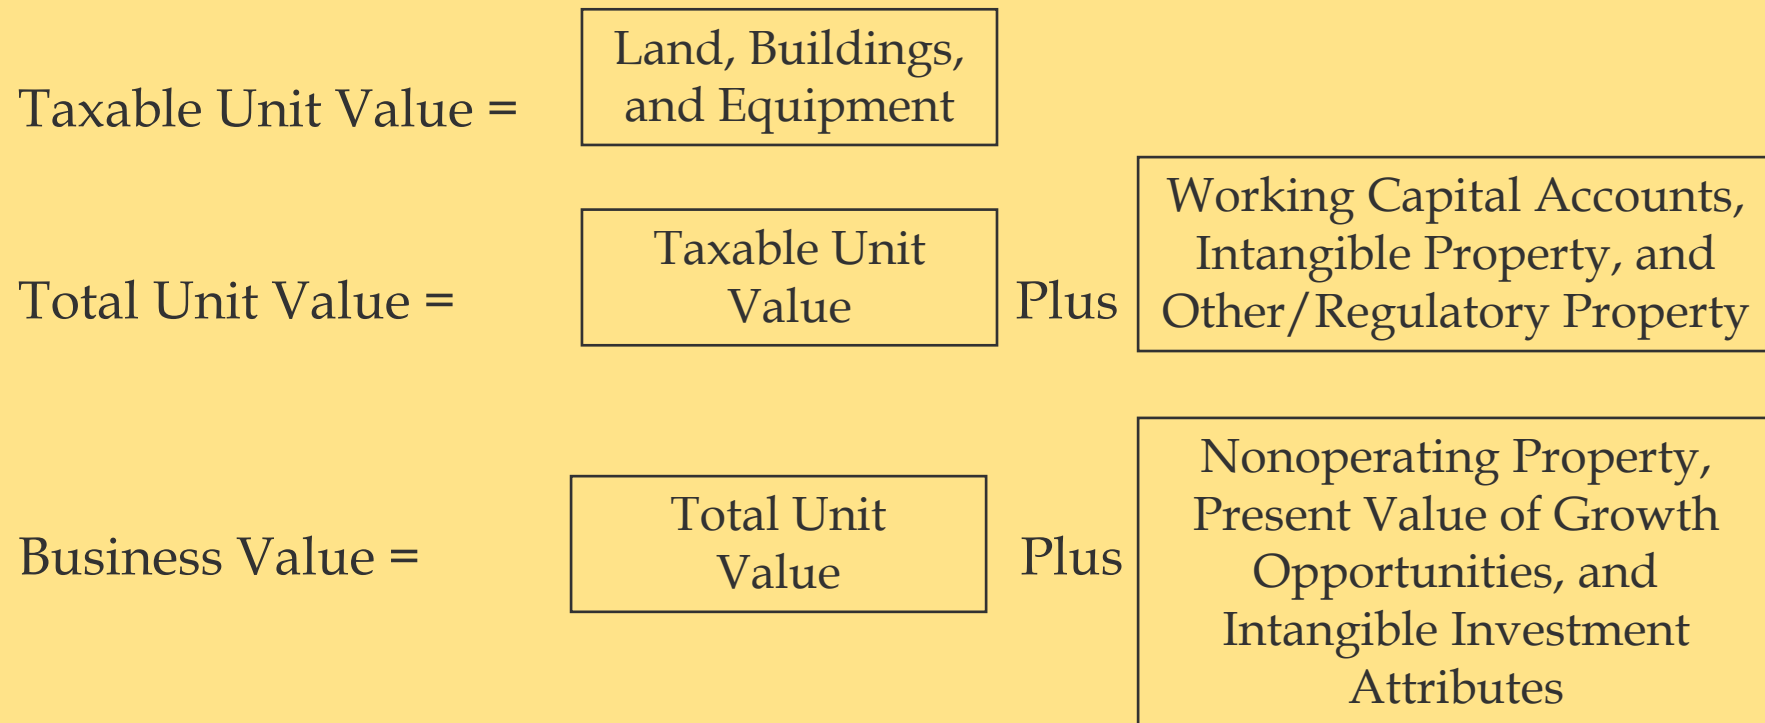 Land, Buildings,
and Equipment
Taxable Unit Value =
Working Capital Accounts,
Intangible Property, and
Other/Regulatory Property
Taxable Unit
Value
Total Unit Value =
Plus
Nonoperating Property,
Present Value of Growth
Opportunities, and
Intangible Investment
Attributes
Total Unit
Value
Business Value =
Plus